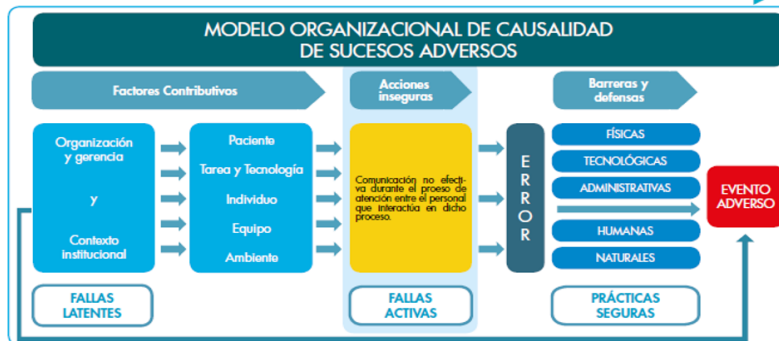 MODELO ORGANIZACIONAL DE CAUSALIDAD
DE SUCESOS ADVERSOS
Factores Contributivos
Acciones
inseguras
Barreras y
defensas
Organización
y gerencia
y
Contexto
institucional
Paciente
Tarea y Tecnología
Individuo
Equipo
Ambiente
Comunicación no efecti-
va durante el proeso de
atención entre el personal
que interactúa en dicho
proceso.
ERROR
FÍSICAS
TECNOLÓGICAS
ADMINISTRATIVAS
HUMANAS
NATURALES
EVENTO
ADVERSO
FALLAS
LATENTES
FALLAS
ACTIVAS
PRÁCTICAS
SEGURAS